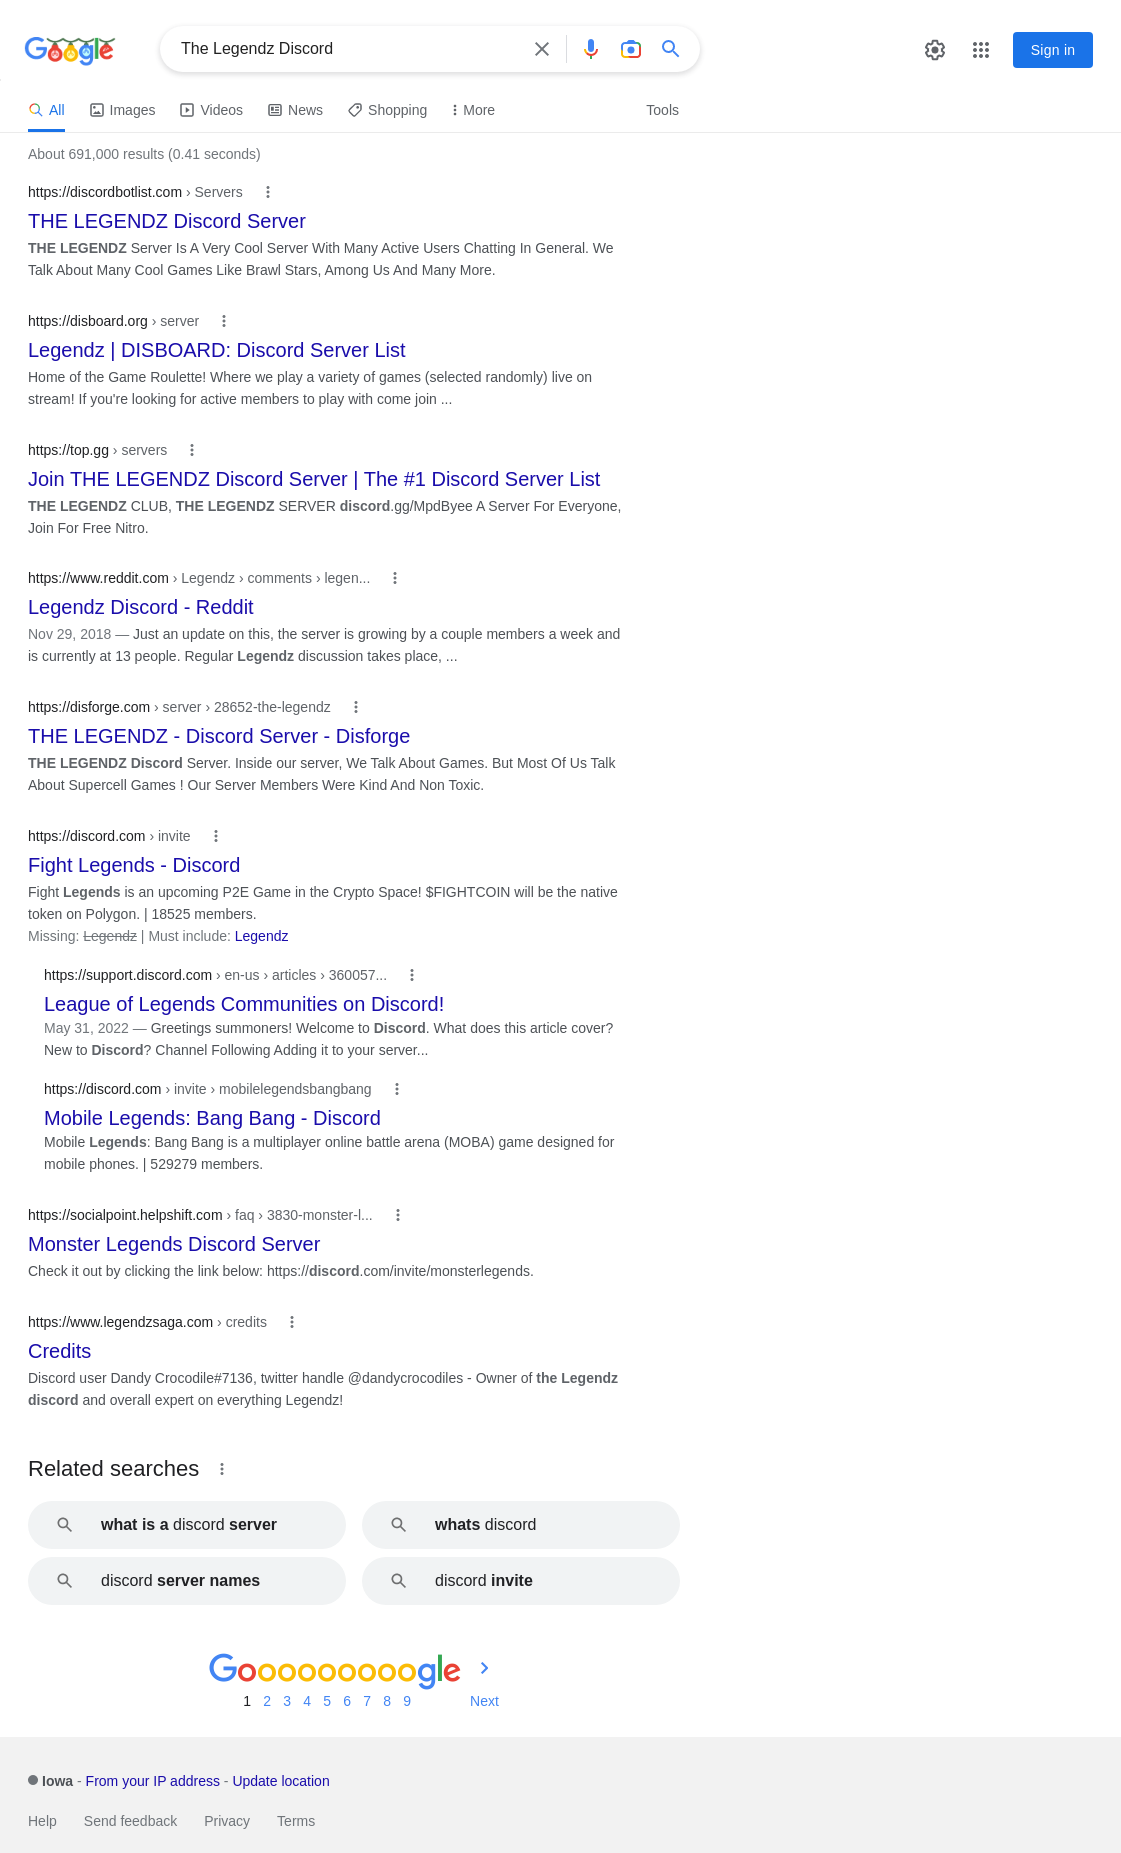 Google
The Legendz Discord
Sign in
All
Images
Videos
News
Shopping
More
Tools
About 691,000 results (0.41 seconds)
https://discordbotlist.com › Servers
THE LEGENDZ Discord Server
THE LEGENDZ Server Is A Very Cool Server With Many Active Users Chatting In General. We
Talk About Many Cool Games Like Brawl Stars, Among Us And Many More.
https://disboard.org › server
Legendz | DISBOARD: Discord Server List
Home of the Game Roulette! Where we play a variety of games (selected randomly) live on
stream! If you're looking for active members to play with come join ...
https://top.gg › servers
Join THE LEGENDZ Discord Server | The #1 Discord Server List
THE LEGENDZ CLUB, THE LEGENDZ SERVER discord.gg/MpdByee A Server For Everyone,
Join For Free Nitro.
https://www.reddit.com › Legendz › comments › legen...
Legendz Discord - Reddit
Nov 29, 2018 — Just an update on this, the server is growing by a couple members a week and
is currently at 13 people. Regular Legendz discussion takes place, ...
https://disforge.com › server › 28652-the-legendz
THE LEGENDZ - Discord Server - Disforge
THE LEGENDZ Discord Server. Inside our server, We Talk About Games. But Most Of Us Talk
About Supercell Games ! Our Server Members Were Kind And Non Toxic.
https://discord.com › invite
Fight Legends - Discord
Fight Legends is an upcoming P2E Game in the Crypto Space! $FIGHTCOIN will be the native
token on Polygon. | 18525 members.
Missing: Legendz | Must include: Legendz
https://support.discord.com › en-us › articles › 360057...
League of Legends Communities on Discord!
May 31, 2022 — Greetings summoners! Welcome to Discord. What does this article cover?
New to Discord? Channel Following Adding it to your server...
https://discord.com › invite › mobilelegendsbangbang
Mobile Legends: Bang Bang - Discord
Mobile Legends: Bang Bang is a multiplayer online battle arena (MOBA) game designed for
mobile phones. | 529279 members.
https://socialpoint.helpshift.com › faq › 3830-monster-l...
Monster Legends Discord Server
Check it out by clicking the link below: https://discord.com/invite/monsterlegends.
https://www.legendzsaga.com › credits
Credits
Discord user Dandy Crocodile#7136, twitter handle @dandycrocodiles - Owner of the Legendz
discord and overall expert on everything Legendz!
Related searches
what is a discord server
whats discord
discord server names
discord invite
Goooooooooogle
1 2 3 4 5 6 7 8 9 Next
Iowa - From your IP address - Update location
Help Send feedback Privacy Terms